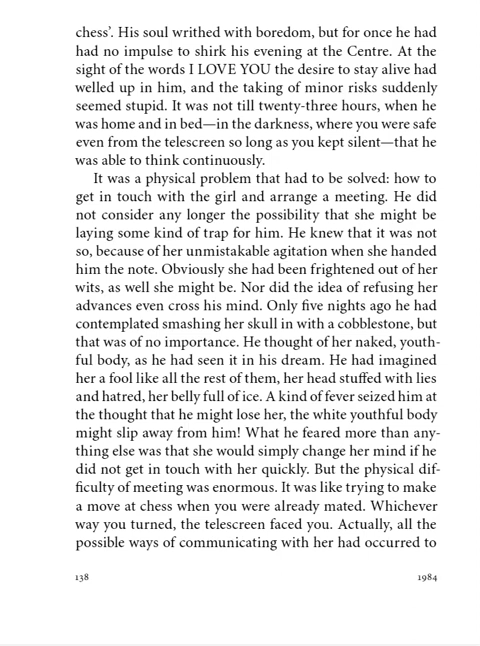 chess’. His soul writhed with boredom, but for once he had
had no impulse to shirk his evening at the Centre. At the
sight of the words I LOVE YOU the desire to stay alive had
welled up in him, and the taking of minor risks suddenly
seemed stupid. It was not till twenty-three hours, when he
was home and in bed—in the darkness, where you were safe
even from the telescreen so long as you kept silent—that he
was able to think continuously.
It was a physical problem that had to be solved: how to
get in touch with the girl and arrange a meeting. He did
not consider any longer the possibility that she might be
laying some kind of trap for him. He knew that it was not
so, because of her unmistakable agitation when she handed
him the note. Obviously she had been frightened out of her
wits, as well she might be. Nor did the idea of refusing her
advances even cross his mind. Only five nights ago he had
contemplated smashing her skull in with a cobblestone, but
that was of no importance. He thought of her naked, youth-
ful body, as he had seen it in his dream. He had imagined
her a fool like all the rest of them, her head stuffed with lies
and hatred, her belly full of ice. A kind of fever seized him at
the thought that he might lose her, the white youthful body
might slip away from him! What he feared more than any-
thing else was that she would simply change her mind if he
did not get in touch with her quickly. But the physical dif-
ficulty of meeting was enormous. It was like trying to make
a move at chess when you were already mated. Whichever
way you turned, the telescreen faced you. Actually, all the
possible ways of communicating with her had occurred to
138 1984